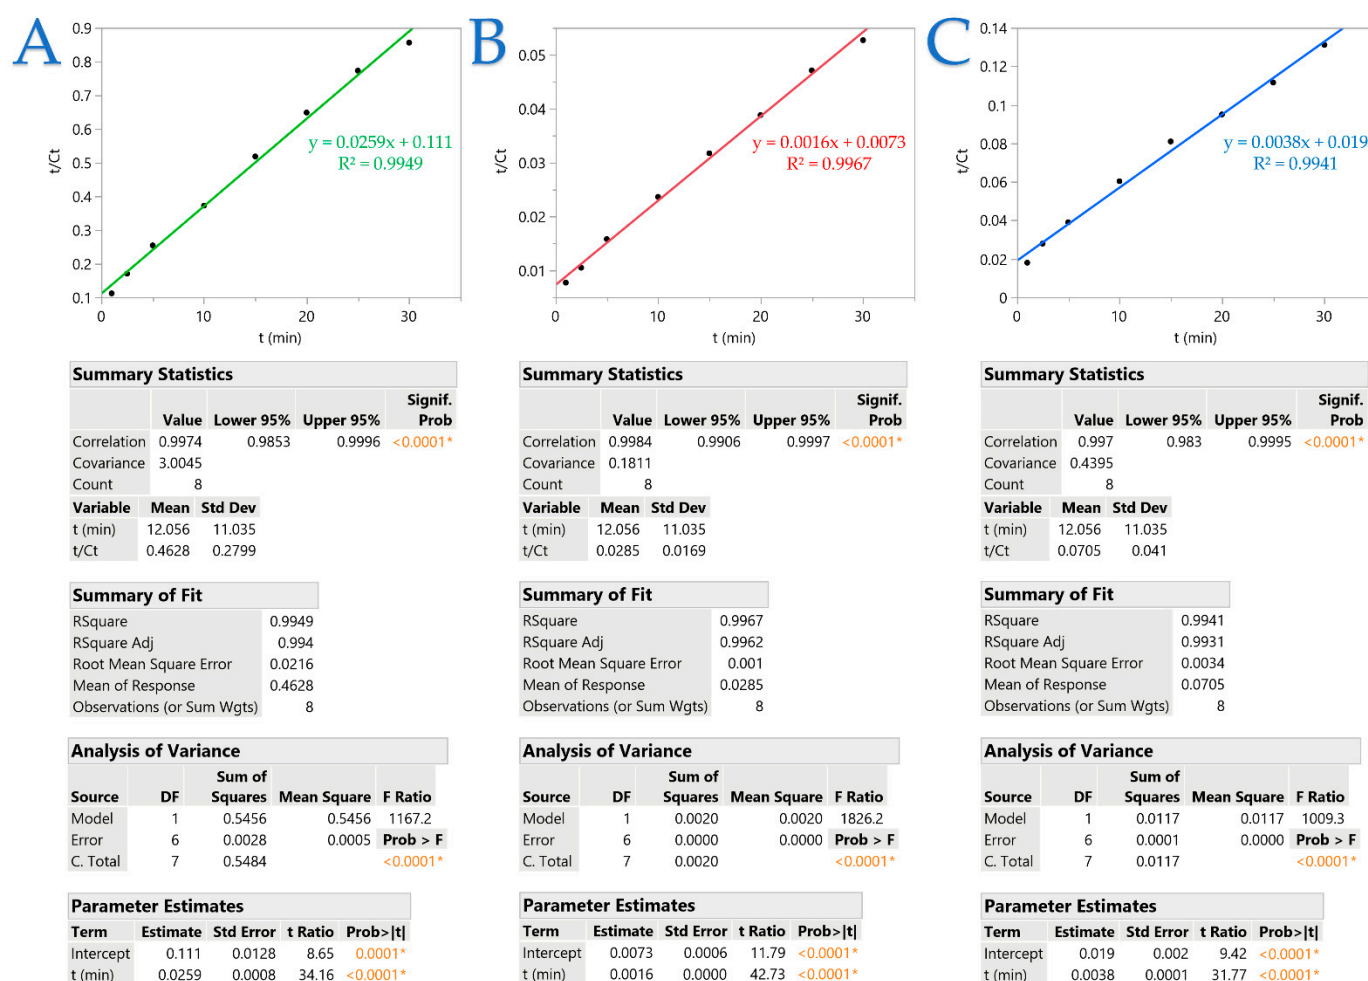 A
t/Ct
0.9
0.8
0.7
0.6
0.5
0.4
0.3
0.2
0.1
y = 0.0259x + 0.111
R² = 0.9949
0 10 20 30
t (min)
B
t/Ct
0.05
0.04
0.03
0.02
0.01
y = 0.0016x + 0.0073
R² = 0.9967
0 10 20 30
t (min)
C
t/Ct
0.14
0.12
0.1
0.08
0.06
0.04
0.02
0
y = 0.0038x + 0.019
R² = 0.9941
0 10 20 30
t (min)
Summary Statistics
Signif.
Value Lower 95% Upper 95% Prob
Correlation 0.9974 0.9853 0.9996 <0.0001*
Covariance 3.0045
Count 8
Variable Mean Std Dev
t (min) 12.056 11.035
t/Ct 0.4628 0.2799
Summary of Fit
RSquare 0.9949
RSquare Adj 0.994
Root Mean Square Error 0.0216
Mean of Response 0.4628
Observations (or Sum Wgts) 8
Analysis of Variance
Sum of
Source DF Squares Mean Square F Ratio
Model 1 0.5456 0.5456 1167.2
Error 6 0.0028 0.0005 Prob > F
C. Total 7 0.5484 <0.0001*
Parameter Estimates
Term Estimate Std Error t Ratio Prob>|t|
Intercept 0.111 0.0128 8.65 0.0001*
t (min) 0.0259 0.0008 34.16 <0.0001*
Summary Statistics
Signif.
Value Lower 95% Upper 95% Prob
Correlation 0.9984 0.9906 0.9997 <0.0001*
Covariance 0.1811
Count 8
Variable Mean Std Dev
t (min) 12.056 11.035
t/Ct 0.0285 0.0169
Summary of Fit
RSquare 0.9967
RSquare Adj 0.9962
Root Mean Square Error 0.001
Mean of Response 0.0285
Observations (or Sum Wgts) 8
Analysis of Variance
Sum of
Source DF Squares Mean Square F Ratio
Model 1 0.0020 0.0020 1826.2
Error 6 0.0000 0.0000 Prob > F
C. Total 7 0.0020 <0.0001*
Parameter Estimates
Term Estimate Std Error t Ratio Prob>|t|
Intercept 0.0073 0.0006 11.79 <0.0001*
t (min) 0.0016 0.0000 42.73 <0.0001*
Summary Statistics
Signif.
Value Lower 95% Upper 95% Prob
Correlation 0.997 0.983 0.9995 <0.0001*
Covariance 0.4395
Count 8
Variable Mean Std Dev
t (min) 12.056 11.035
t/Ct 0.0705 0.041
Summary of Fit
RSquare 0.9941
RSquare Adj 0.9931
Root Mean Square Error 0.0034
Mean of Response 0.0705
Observations (or Sum Wgts) 8
Analysis of Variance
Sum of
Source DF Squares Mean Square F Ratio
Model 1 0.0117 0.0117 1009.3
Error 6 0.0001 0.0000 Prob > F
C. Total 7 0.0117 <0.0001*
Parameter Estimates
Term Estimate Std Error t Ratio Prob>|t|
Intercept 0.019 0.002 9.42 <0.0001*
t (min) 0.0038 0.0001 31.77 <0.0001*